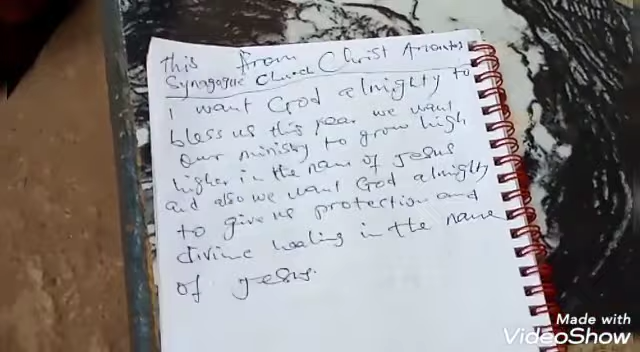 This from Christ
Synagogue Church
I want God almighty to
bless us this year we want
our ministry to grow high
higher in the name of Jesus
and also we want God almighty
to give us protection and
divine healing in the name
of Jesus.
Made with
VideoShow